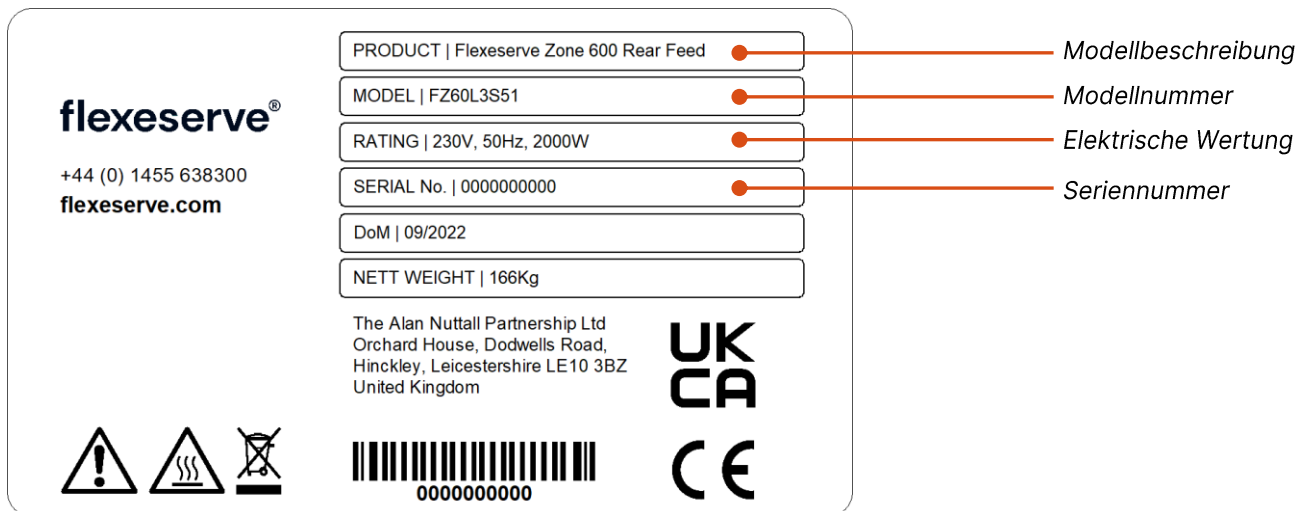 PRODUCT | Flexeserve Zone 600 Rear Feed
Modellbeschreibung
MODEL | FZ60L3S51
Modellnummer
flexeserve®
RATING | 230V, 50Hz, 2000W
Elektrische Wertung
+44 (0) 1455 638300
SERIAL No. | 0000000000
Seriennummer
flexeserve.com
DoM | 09/2022
NETT WEIGHT | 166Kg
The Alan Nuttall Partnership Ltd
Orchard House, Dodwells Road,
Hinckley, Leicestershire LE10 3BZ
United Kingdom
UK
CA
CE
0000000000